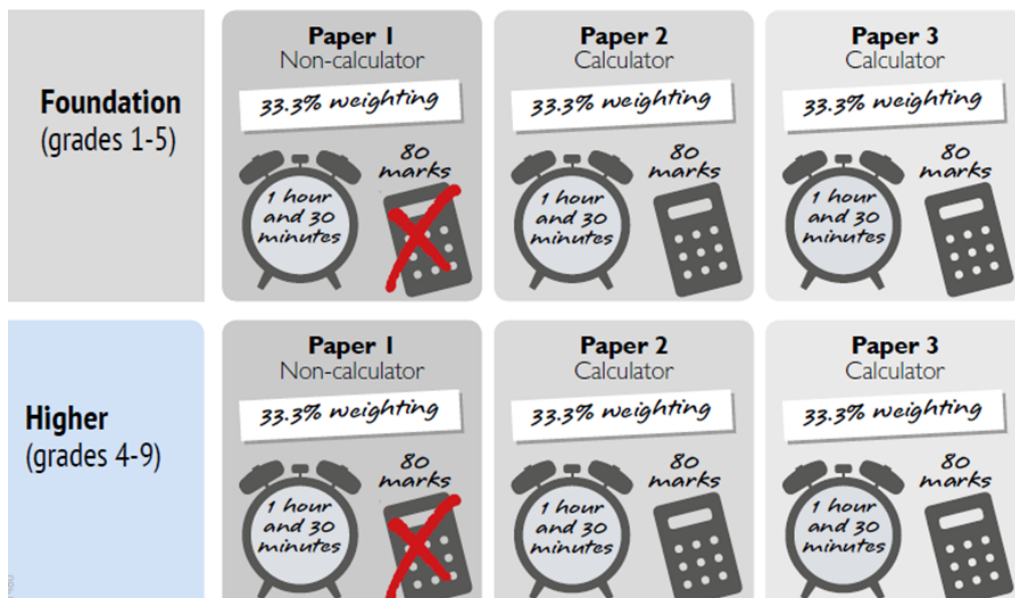 Foundation
(grades 1-5)
Paper 1
Non-calculator
33.3% weighting
80
marks
1 hour
and 30
minutes
Paper 2
Calculator
33.3% weighting
80
marks
1 hour
and 30
minutes
Paper 3
Calculator
33.3% weighting
80
marks
1 hour
and 30
minutes
Higher
(grades 4-9)
Paper 1
Non-calculator
33.3% weighting
80
marks
1 hour
and 30
minutes
Paper 2
Calculator
33.3% weighting
80
marks
1 hour
and 30
minutes
Paper 3
Calculator
33.3% weighting
80
marks
1 hour
and 30
minutes